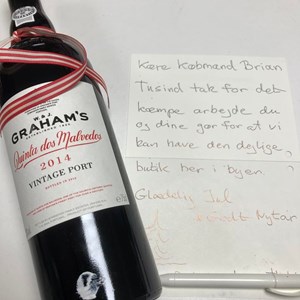 W. & J.
GRAHAM'S
Quinta dos Malvedos
2014
VINTAGE PORT
Kære Købmand Brian
Tusind tak for det
kæmpe arbejde du
og dine gør for at vi
kan have den dejlige
butik her i byen
Glædelig Jul
Nytår